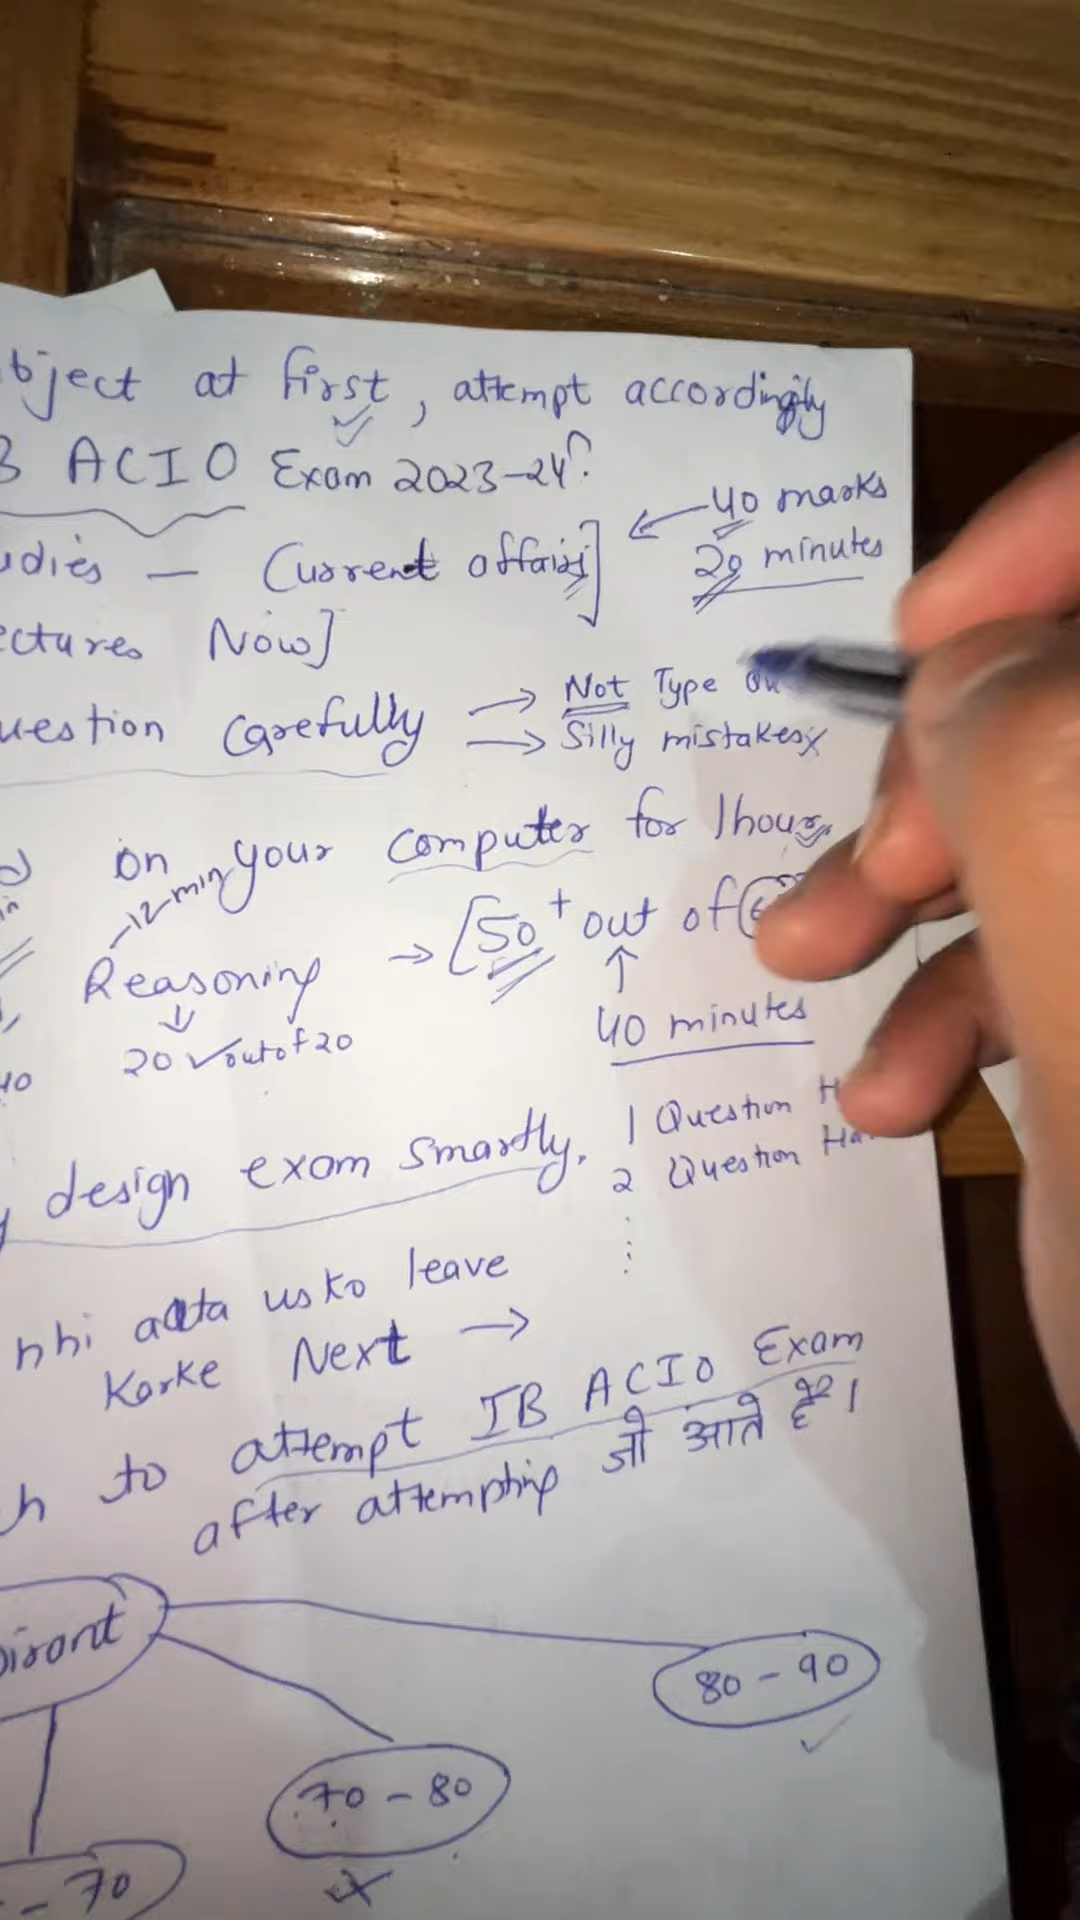 bject at first, attempt accordingly
B ACIO Exam 2023-24?
udies - Current affairs]
← 40 marks
20 minutes
ectures Now]
uestion Carefully → Not Type
→ Silly mistakes x
on your computer for 1 hour
12 min
Reasoning → [50+ out of
↓
20 ✓ out of 20
↑
40 minutes
40
design exam smartly.
1 Question
2 Question
nhi aata usko leave
Karke Next →
h to attempt IB ACIO Exam
after attempting जो आते है।
pirant
80 - 90
70 - 80
- 70